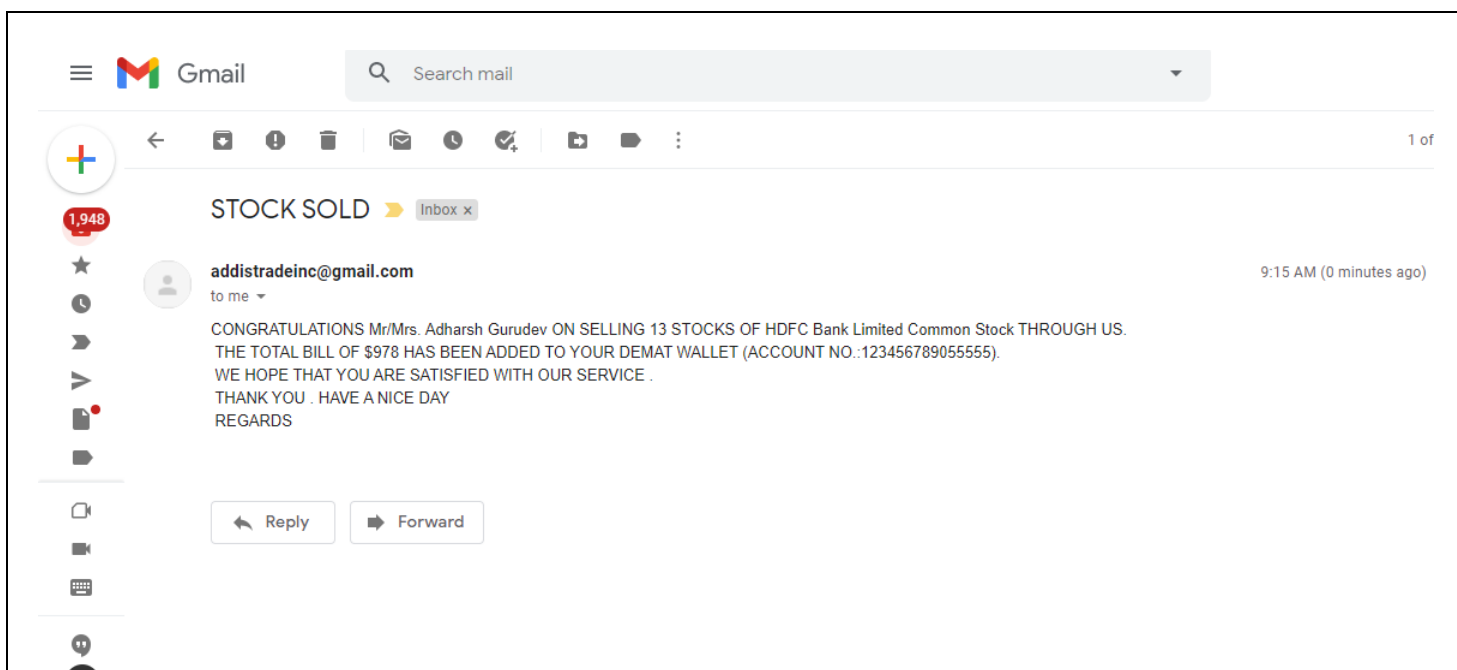 Gmail
Search mail
1 of
1,948
STOCK SOLD Inbox x
addistradeinc@gmail.com 9:15 AM (0 minutes ago)
to me
CONGRATULATIONS Mr/Mrs. Adharsh Gurudev ON SELLING 13 STOCKS OF HDFC Bank Limited Common Stock THROUGH US.
THE TOTAL BILL OF $978 HAS BEEN ADDED TO YOUR DEMAT WALLET (ACCOUNT NO.:123456789055555).
WE HOPE THAT YOU ARE SATISFIED WITH OUR SERVICE .
THANK YOU . HAVE A NICE DAY
REGARDS
Reply Forward